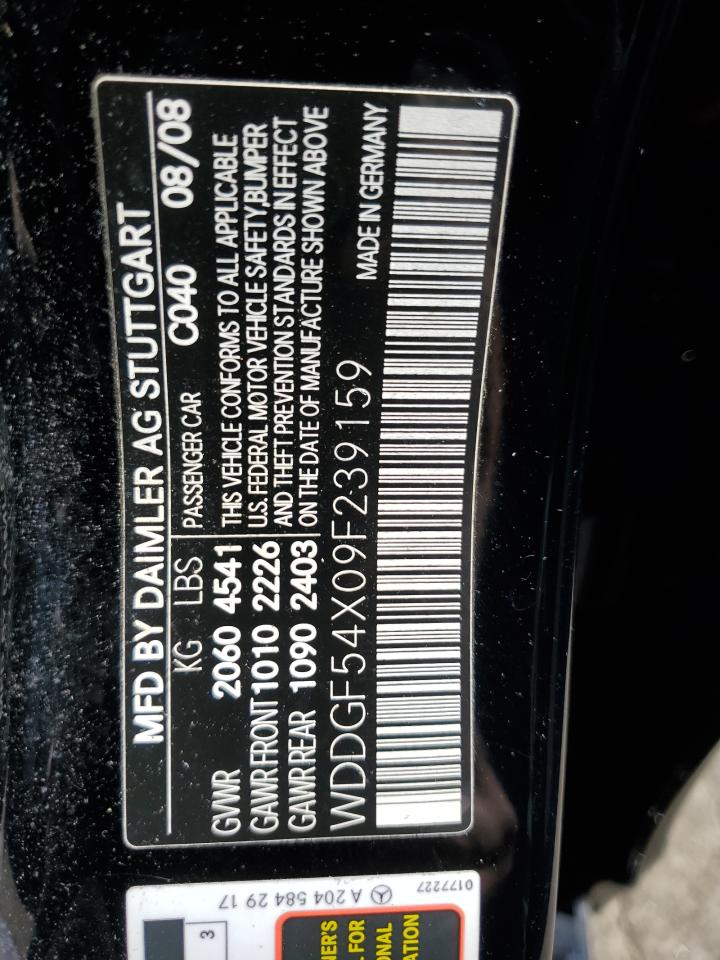 MFD BY DAIMLER AG STUTTGART
KG LBS PASSENGER CAR C040 08/08
GVWR 2060 4541 THIS VEHICLE CONFORMS TO ALL APPLICABLE
GAWR FRONT 1010 2226 U.S. FEDERAL MOTOR VEHICLE SAFETY,BUMPER
GAWR REAR 1090 2403 AND THEFT PREVENTION STANDARDS IN EFFECT
ON THE DATE OF MANUFACTURE SHOWN ABOVE
WDDGF54X09F239159 MADE IN GERMANY
0177227
A 204 584 29 17
3
FOR